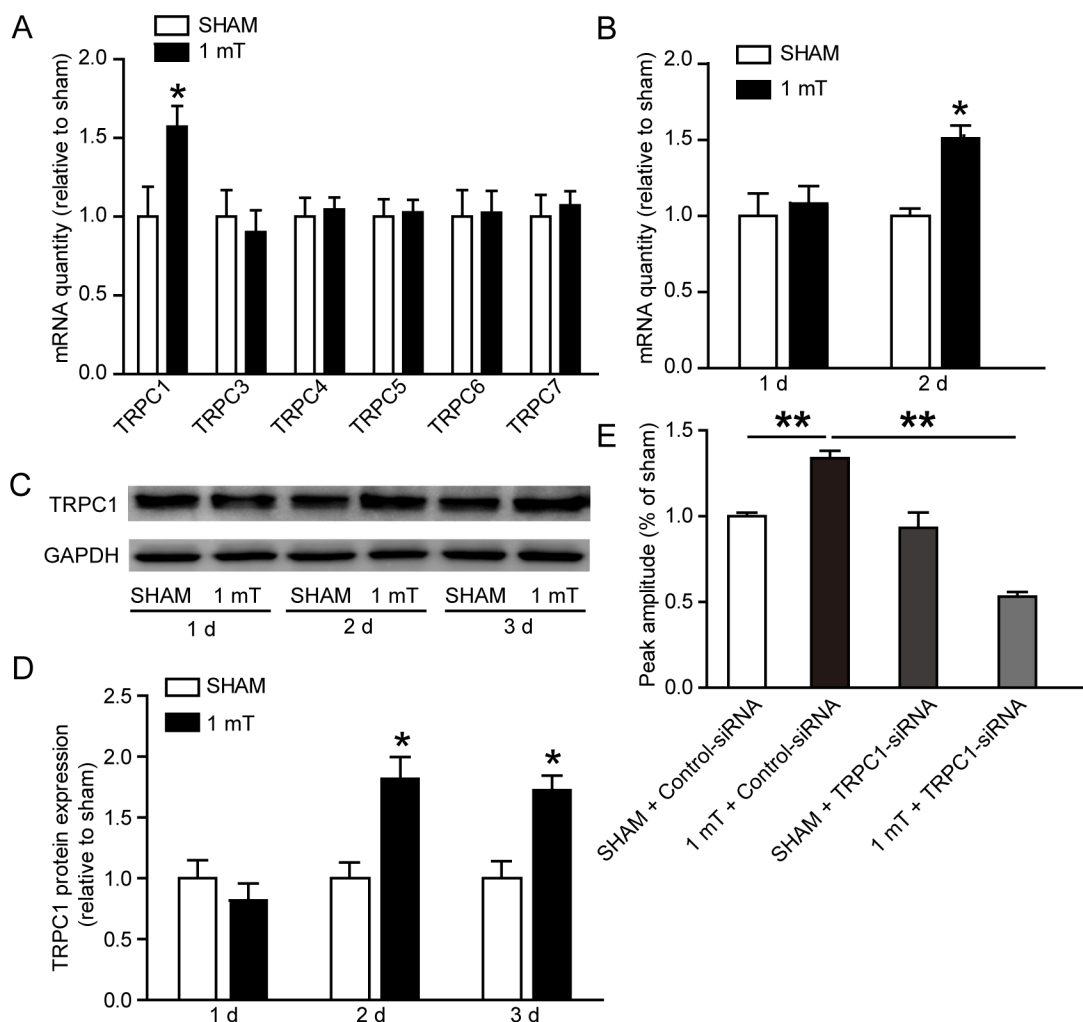 A
SHAM
1 mT
mRNA quantity (relative to sham)
2.0
1.5
1.0
0.5
0.0
*
TRPC1
TRPC3
TRPC4
TRPC5
TRPC6
TRPC7
B
SHAM
1 mT
mRNA quantity (relative to sham)
2.0
1.5
1.0
0.5
0.0
*
1 d
2 d
C
TRPC1
GAPDH
SHAM 1 mT SHAM 1 mT SHAM 1 mT
1 d 2 d 3 d
D
SHAM
1 mT
TRPC1 protein expression
(relative to sham)
2.5
2.0
1.5
1.0
0.5
0.0
*
*
1 d
2 d
3 d
E
Peak amplitude (% of sham)
1.5
1.0
0.5
0.0
**
**
SHAM + Control-siRNA
1 mT + Control-siRNA
SHAM + TRPC1-siRNA
1 mT + TRPC1-siRNA